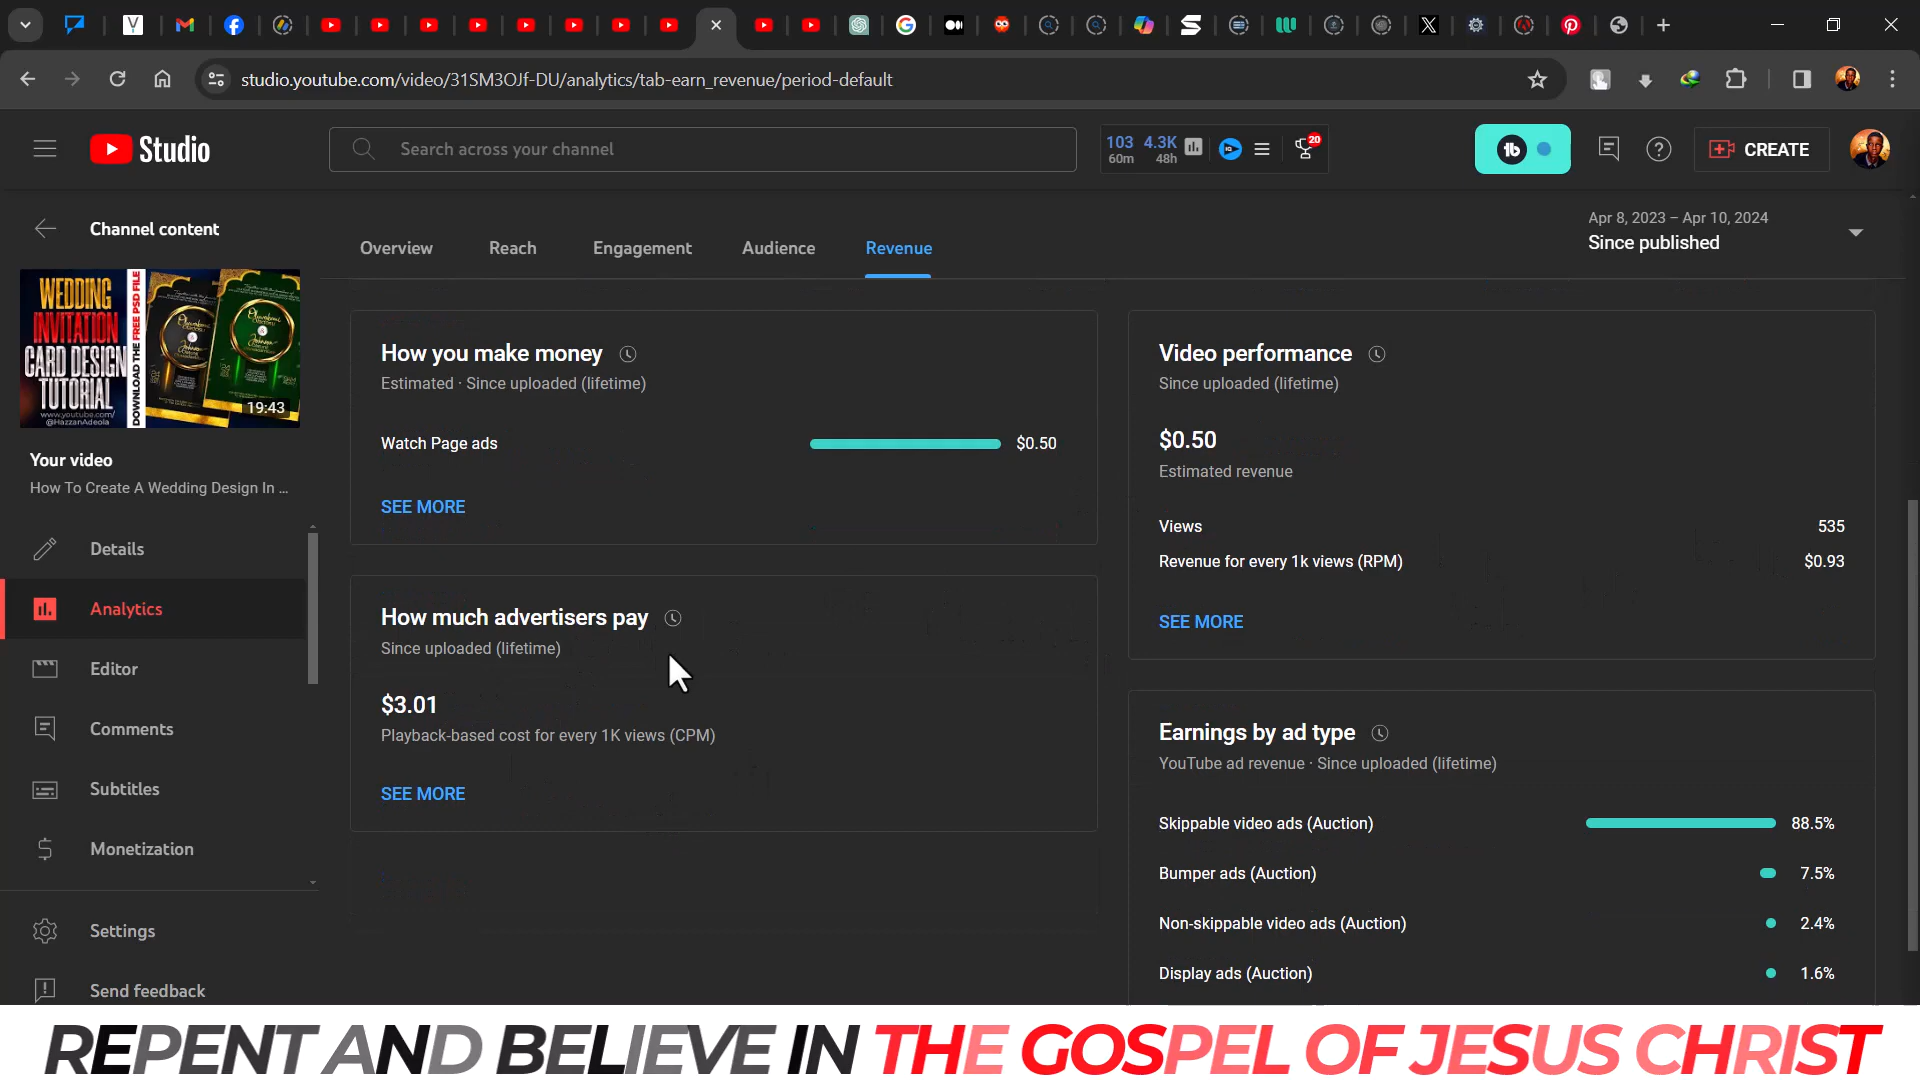 studio.youtube.com/video/31SM3OJf-DU/analytics/tab-earn_revenue/period-default
Studio
Search across your channel
103 4.3K
60m 48h
20
CREATE
Channel content
Overview
Reach
Engagement
Audience
Revenue
Apr 8, 2023 – Apr 10, 2024
Since published
WEDDING
INVITATION
CARD DESIGN
TUTORIAL
www.youtube.com/
@HazzanAdeola
DOWNLOAD THE FREE PSD FILE
19:43
Your video
How To Create A Wedding Design In ...
Details
Analytics
Editor
Comments
Subtitles
Monetization
Settings
Send feedback
How you make money
Estimated · Since uploaded (lifetime)
Watch Page ads $0.50
SEE MORE
How much advertisers pay
Since uploaded (lifetime)
$3.01
Playback-based cost for every 1K views (CPM)
SEE MORE
Video performance
Since uploaded (lifetime)
$0.50
Estimated revenue
Views 535
Revenue for every 1k views (RPM) $0.93
SEE MORE
Earnings by ad type
YouTube ad revenue · Since uploaded (lifetime)
Skippable video ads (Auction) 88.5%
Bumper ads (Auction) 7.5%
Non-skippable video ads (Auction) 2.4%
Display ads (Auction) 1.6%
REPENT AND BELIEVE IN THE GOSPEL OF JESUS CHRIST